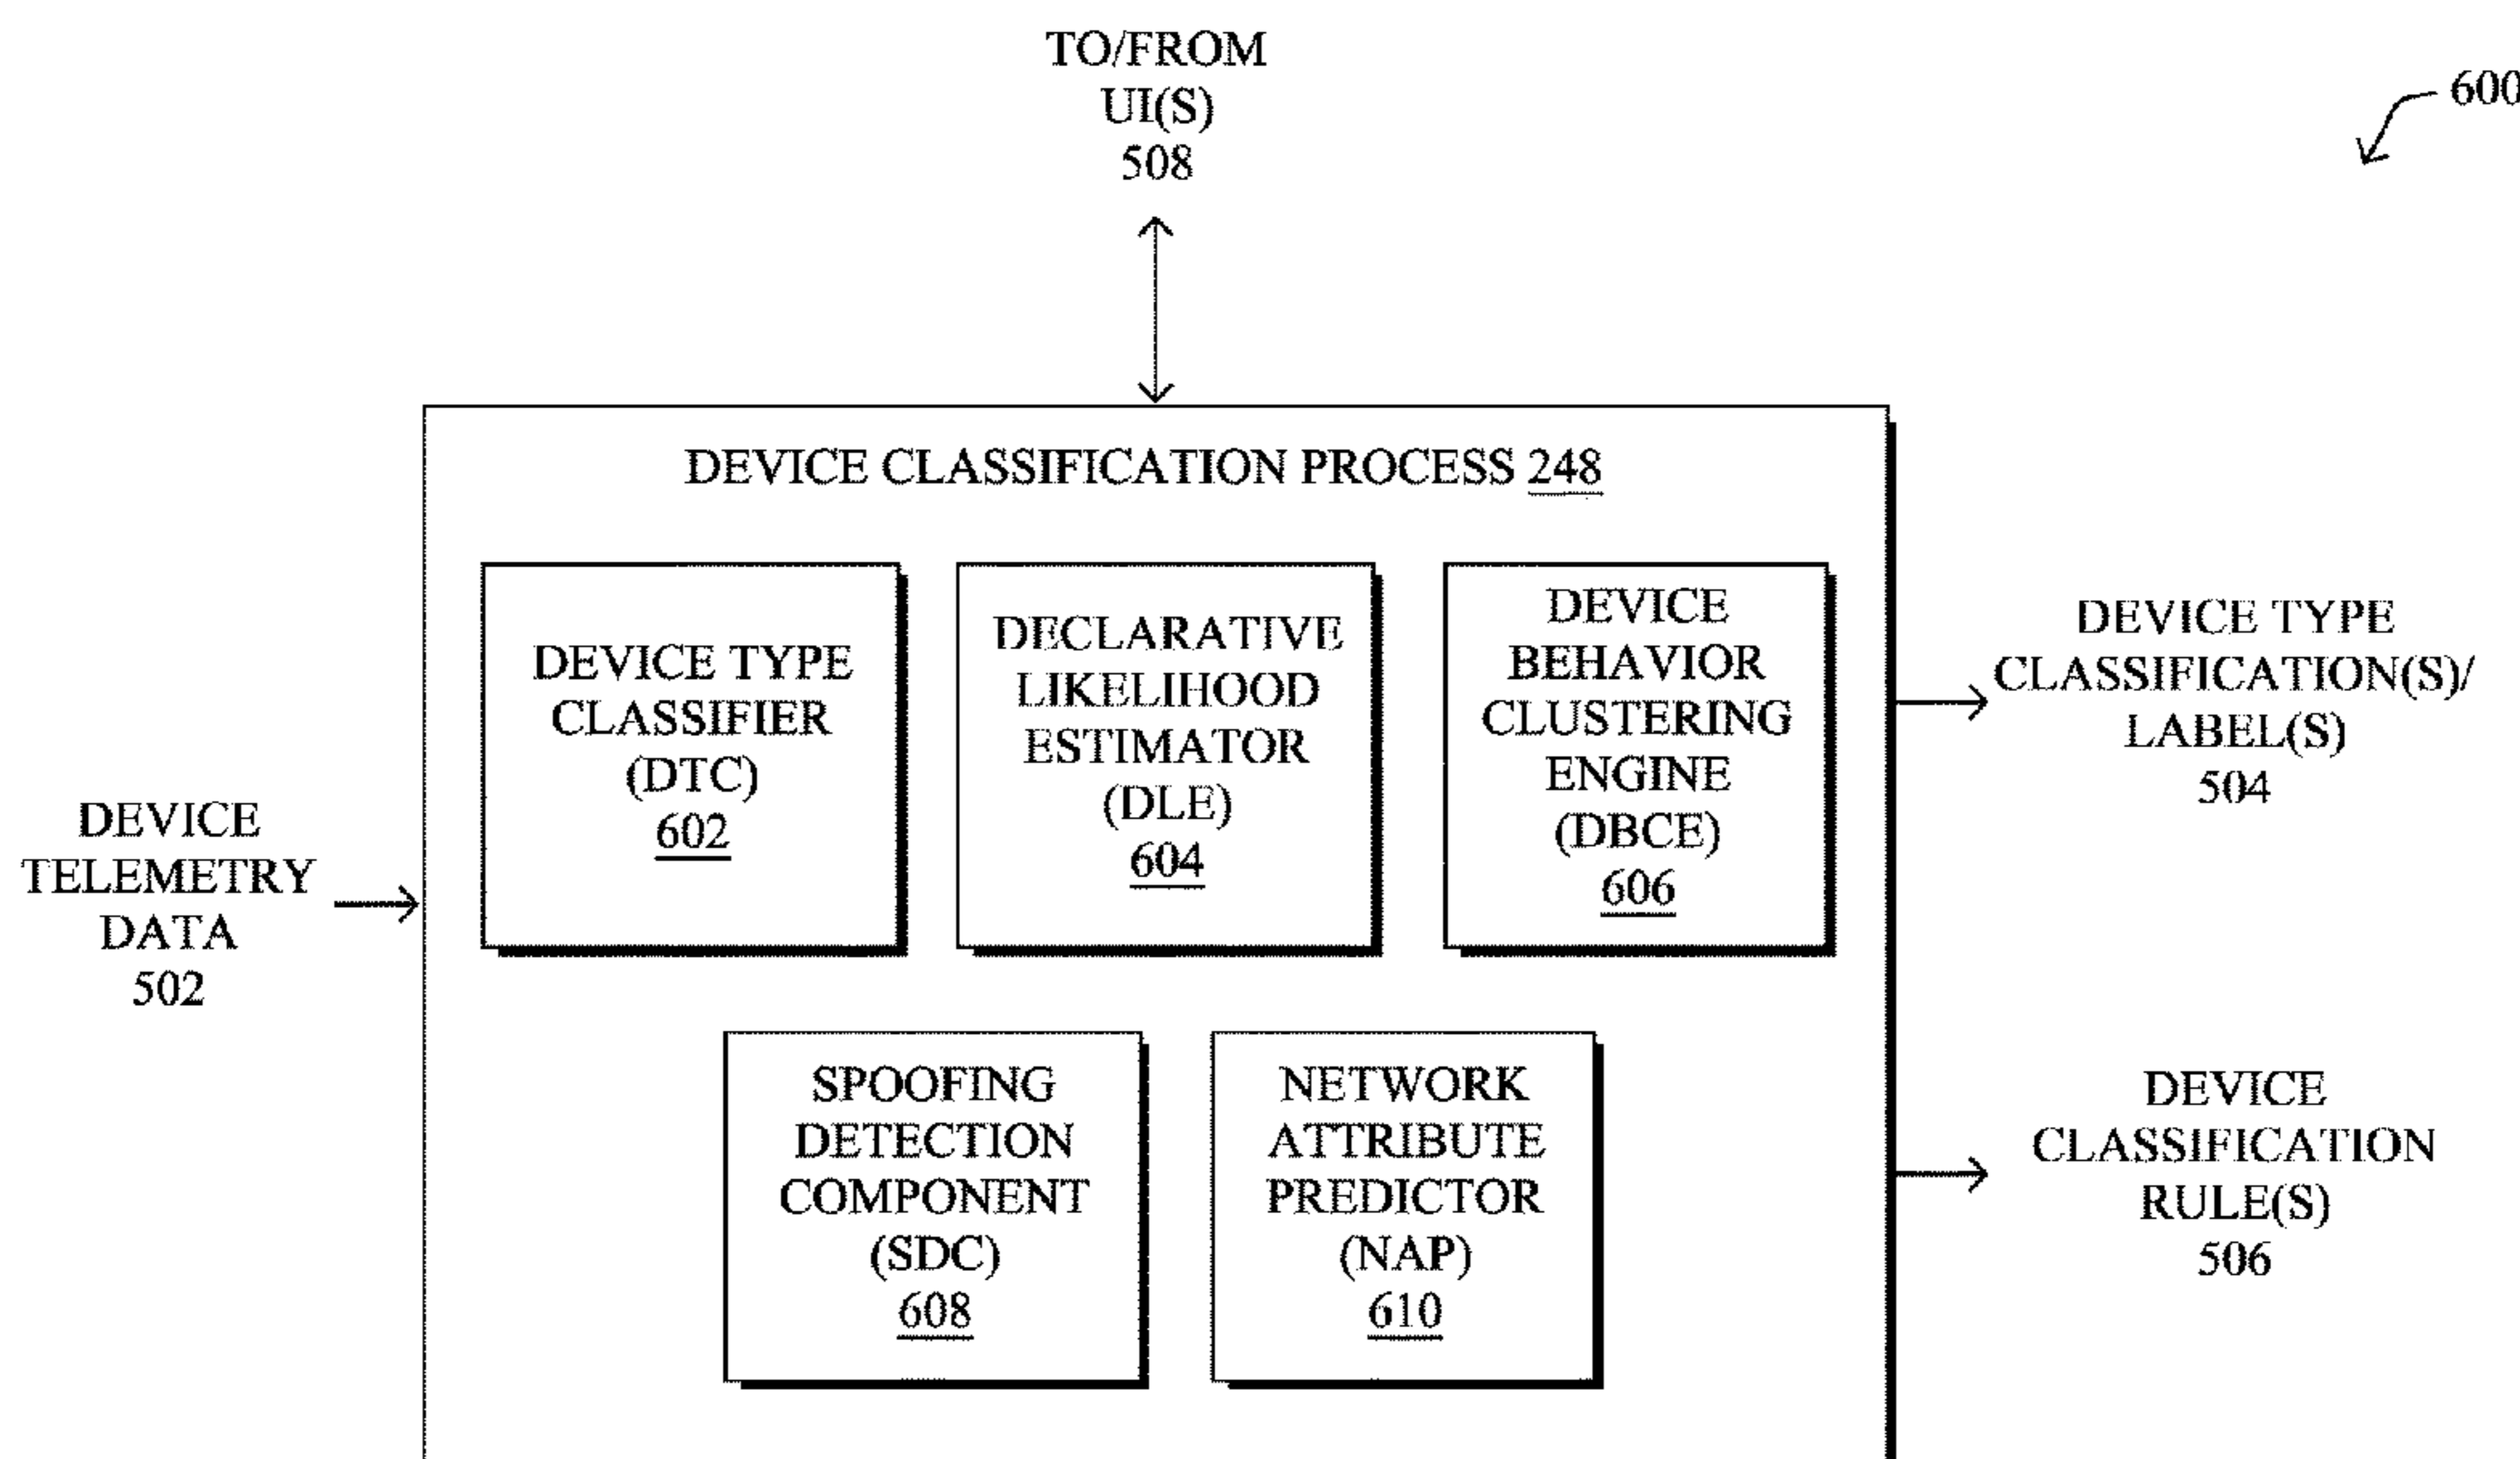 TO/FROM
UI(S)
508
600
DEVICE CLASSIFICATION PROCESS 248
DEVICE TYPE
CLASSIFIER
(DTC)
602
DECLARATIVE
LIKELIHOOD
ESTIMATOR
(DLE)
604
DEVICE
BEHAVIOR
CLUSTERING
ENGINE
(DBCE)
606
DEVICE
TELEMETRY
DATA
502
DEVICE TYPE
CLASSIFICATION(S)/
LABEL(S)
504
SPOOFING
DETECTION
COMPONENT
(SDC)
608
NETWORK
ATTRIBUTE
PREDICTOR
(NAP)
610
DEVICE
CLASSIFICATION
RULE(S)
506